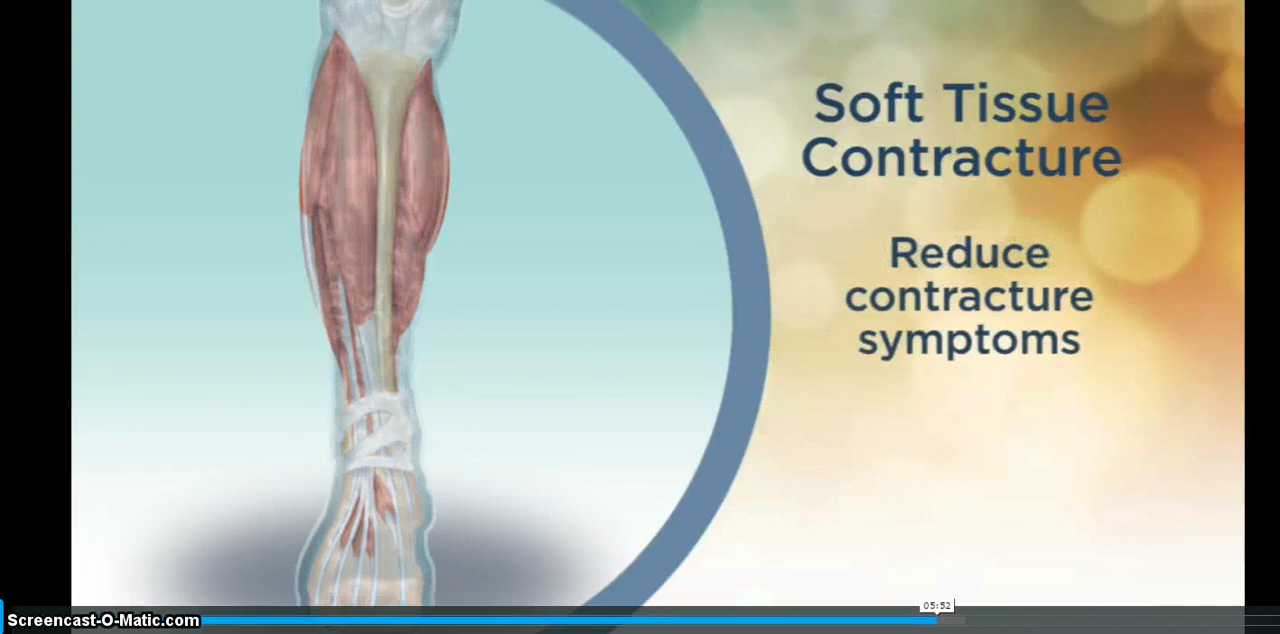 Soft Tissue
Contracture
Reduce
contracture
symptoms
05:52
Screencast-O-Matic.com